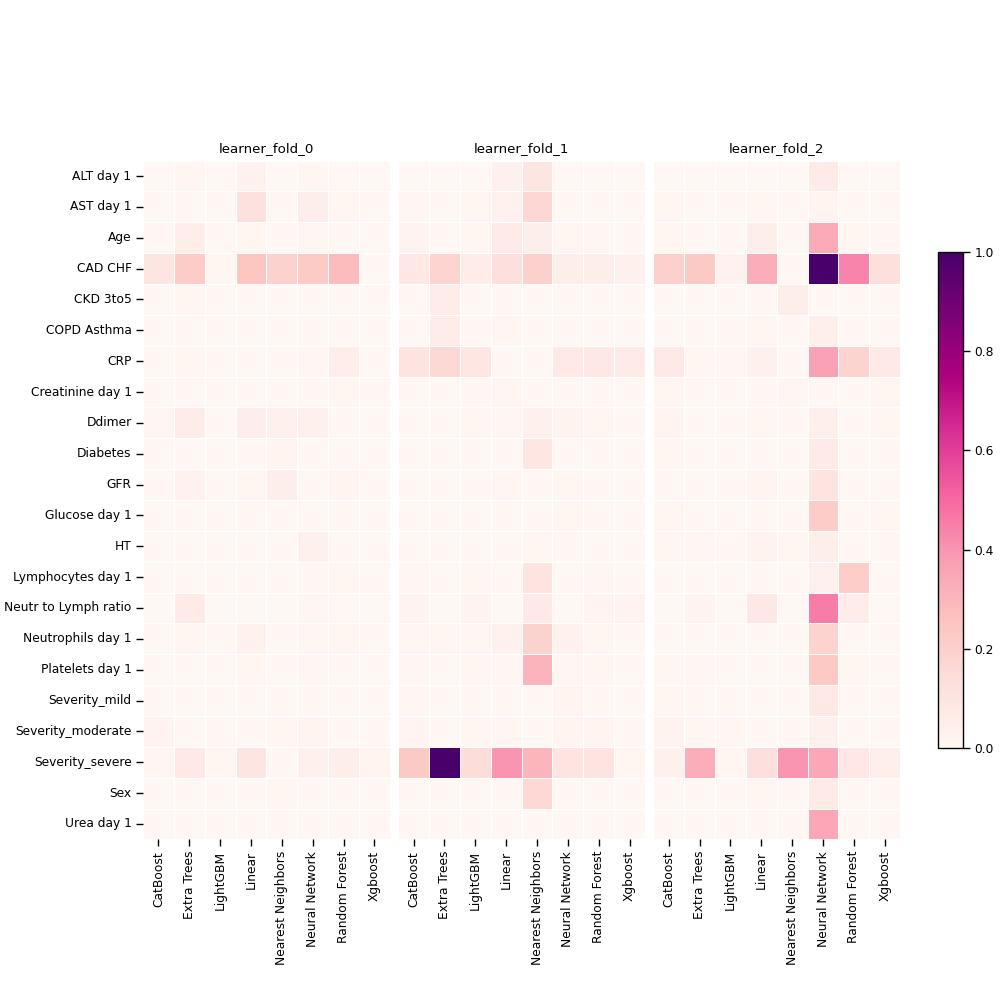 learner_fold_0
learner_fold_1
learner_fold_2
ALT day 1
AST day 1
Age
CAD CHF
CKD 3to5
COPD Asthma
CRP
Creatinine day 1
Ddimer
Diabetes
GFR
Glucose day 1
HT
Lymphocytes day 1
Neutr to Lymph ratio
Neutrophils day 1
Platelets day 1
Severity_mild
Severity_moderate
Severity_severe
Sex
Urea day 1
CatBoost
Extra Trees
LightGBM
Linear
Nearest Neighbors
Neural Network
Random Forest
Xgboost
CatBoost
Extra Trees
LightGBM
Linear
Nearest Neighbors
Neural Network
Random Forest
Xgboost
CatBoost
Extra Trees
LightGBM
Linear
Nearest Neighbors
Neural Network
Random Forest
Xgboost
1.0
0.8
0.6
0.4
0.2
0.0